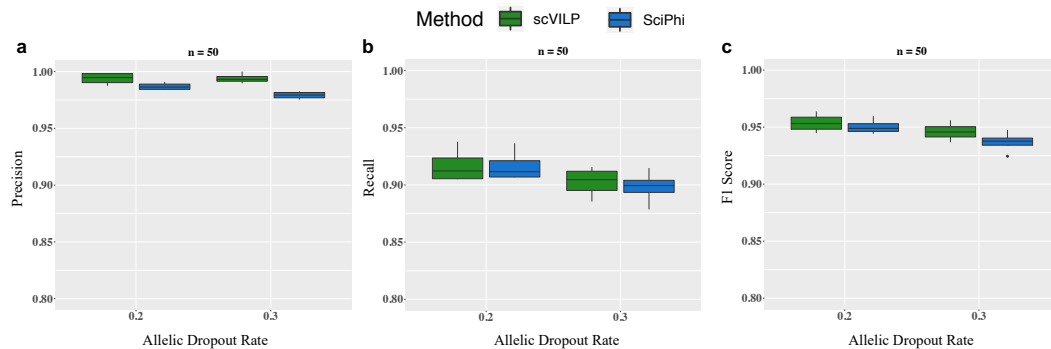 Method scVILP SciPhi
a
n = 50
Precision
1.00
0.95
0.90
0.85
0.80
0.2 0.3
Allelic Dropout Rate
b
n = 50
Recall
1.00
0.95
0.90
0.85
0.80
0.2 0.3
Allelic Dropout Rate
c
n = 50
F1 Score
1.00
0.95
0.90
0.85
0.80
0.2 0.3
Allelic Dropout Rate